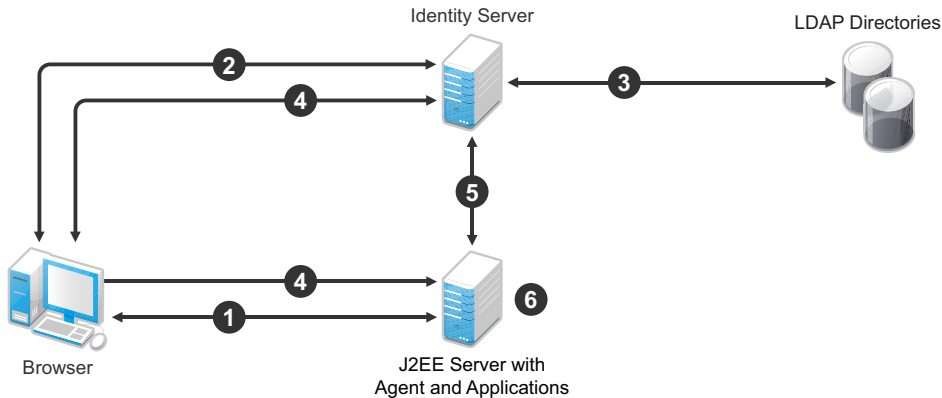 Identity Server
LDAP Directories
2
3
4
5
4
6
1
Browser
J2EE Server with
Agent and Applications